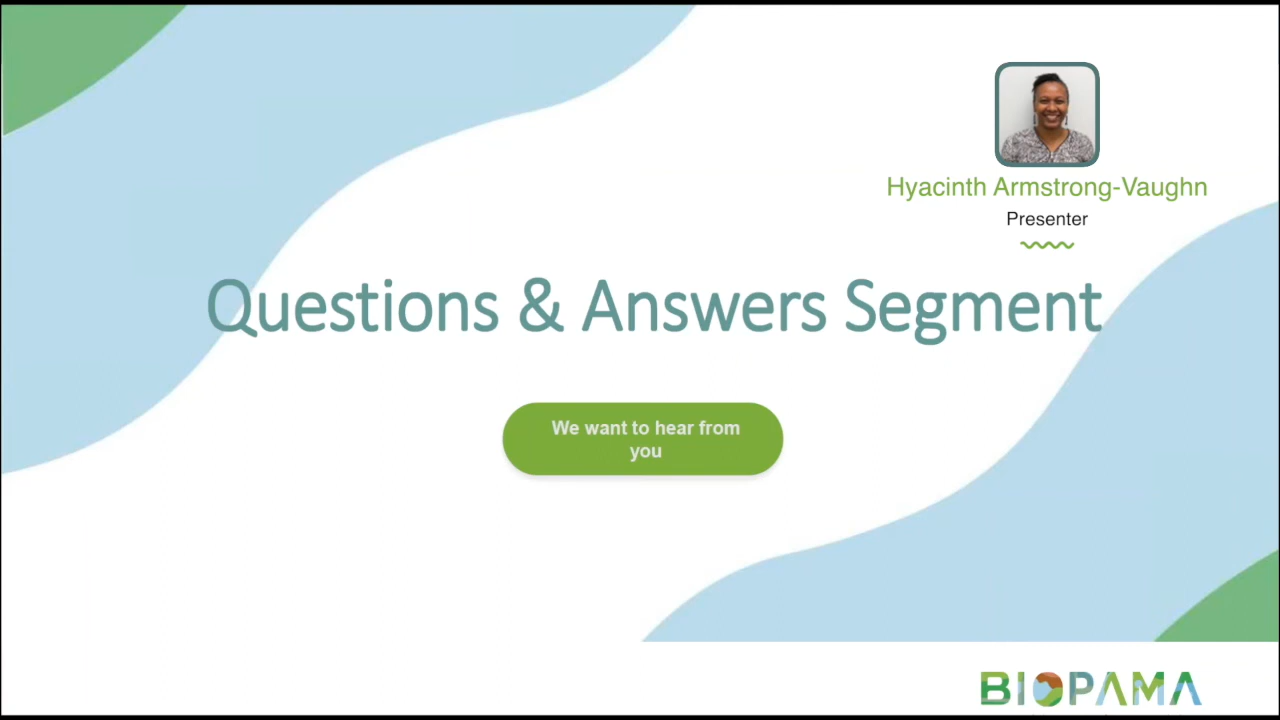 Hyacinth Armstrong-Vaughn
Presenter
Questions & Answers Segment
We want to hear from
you
BIOPAMA